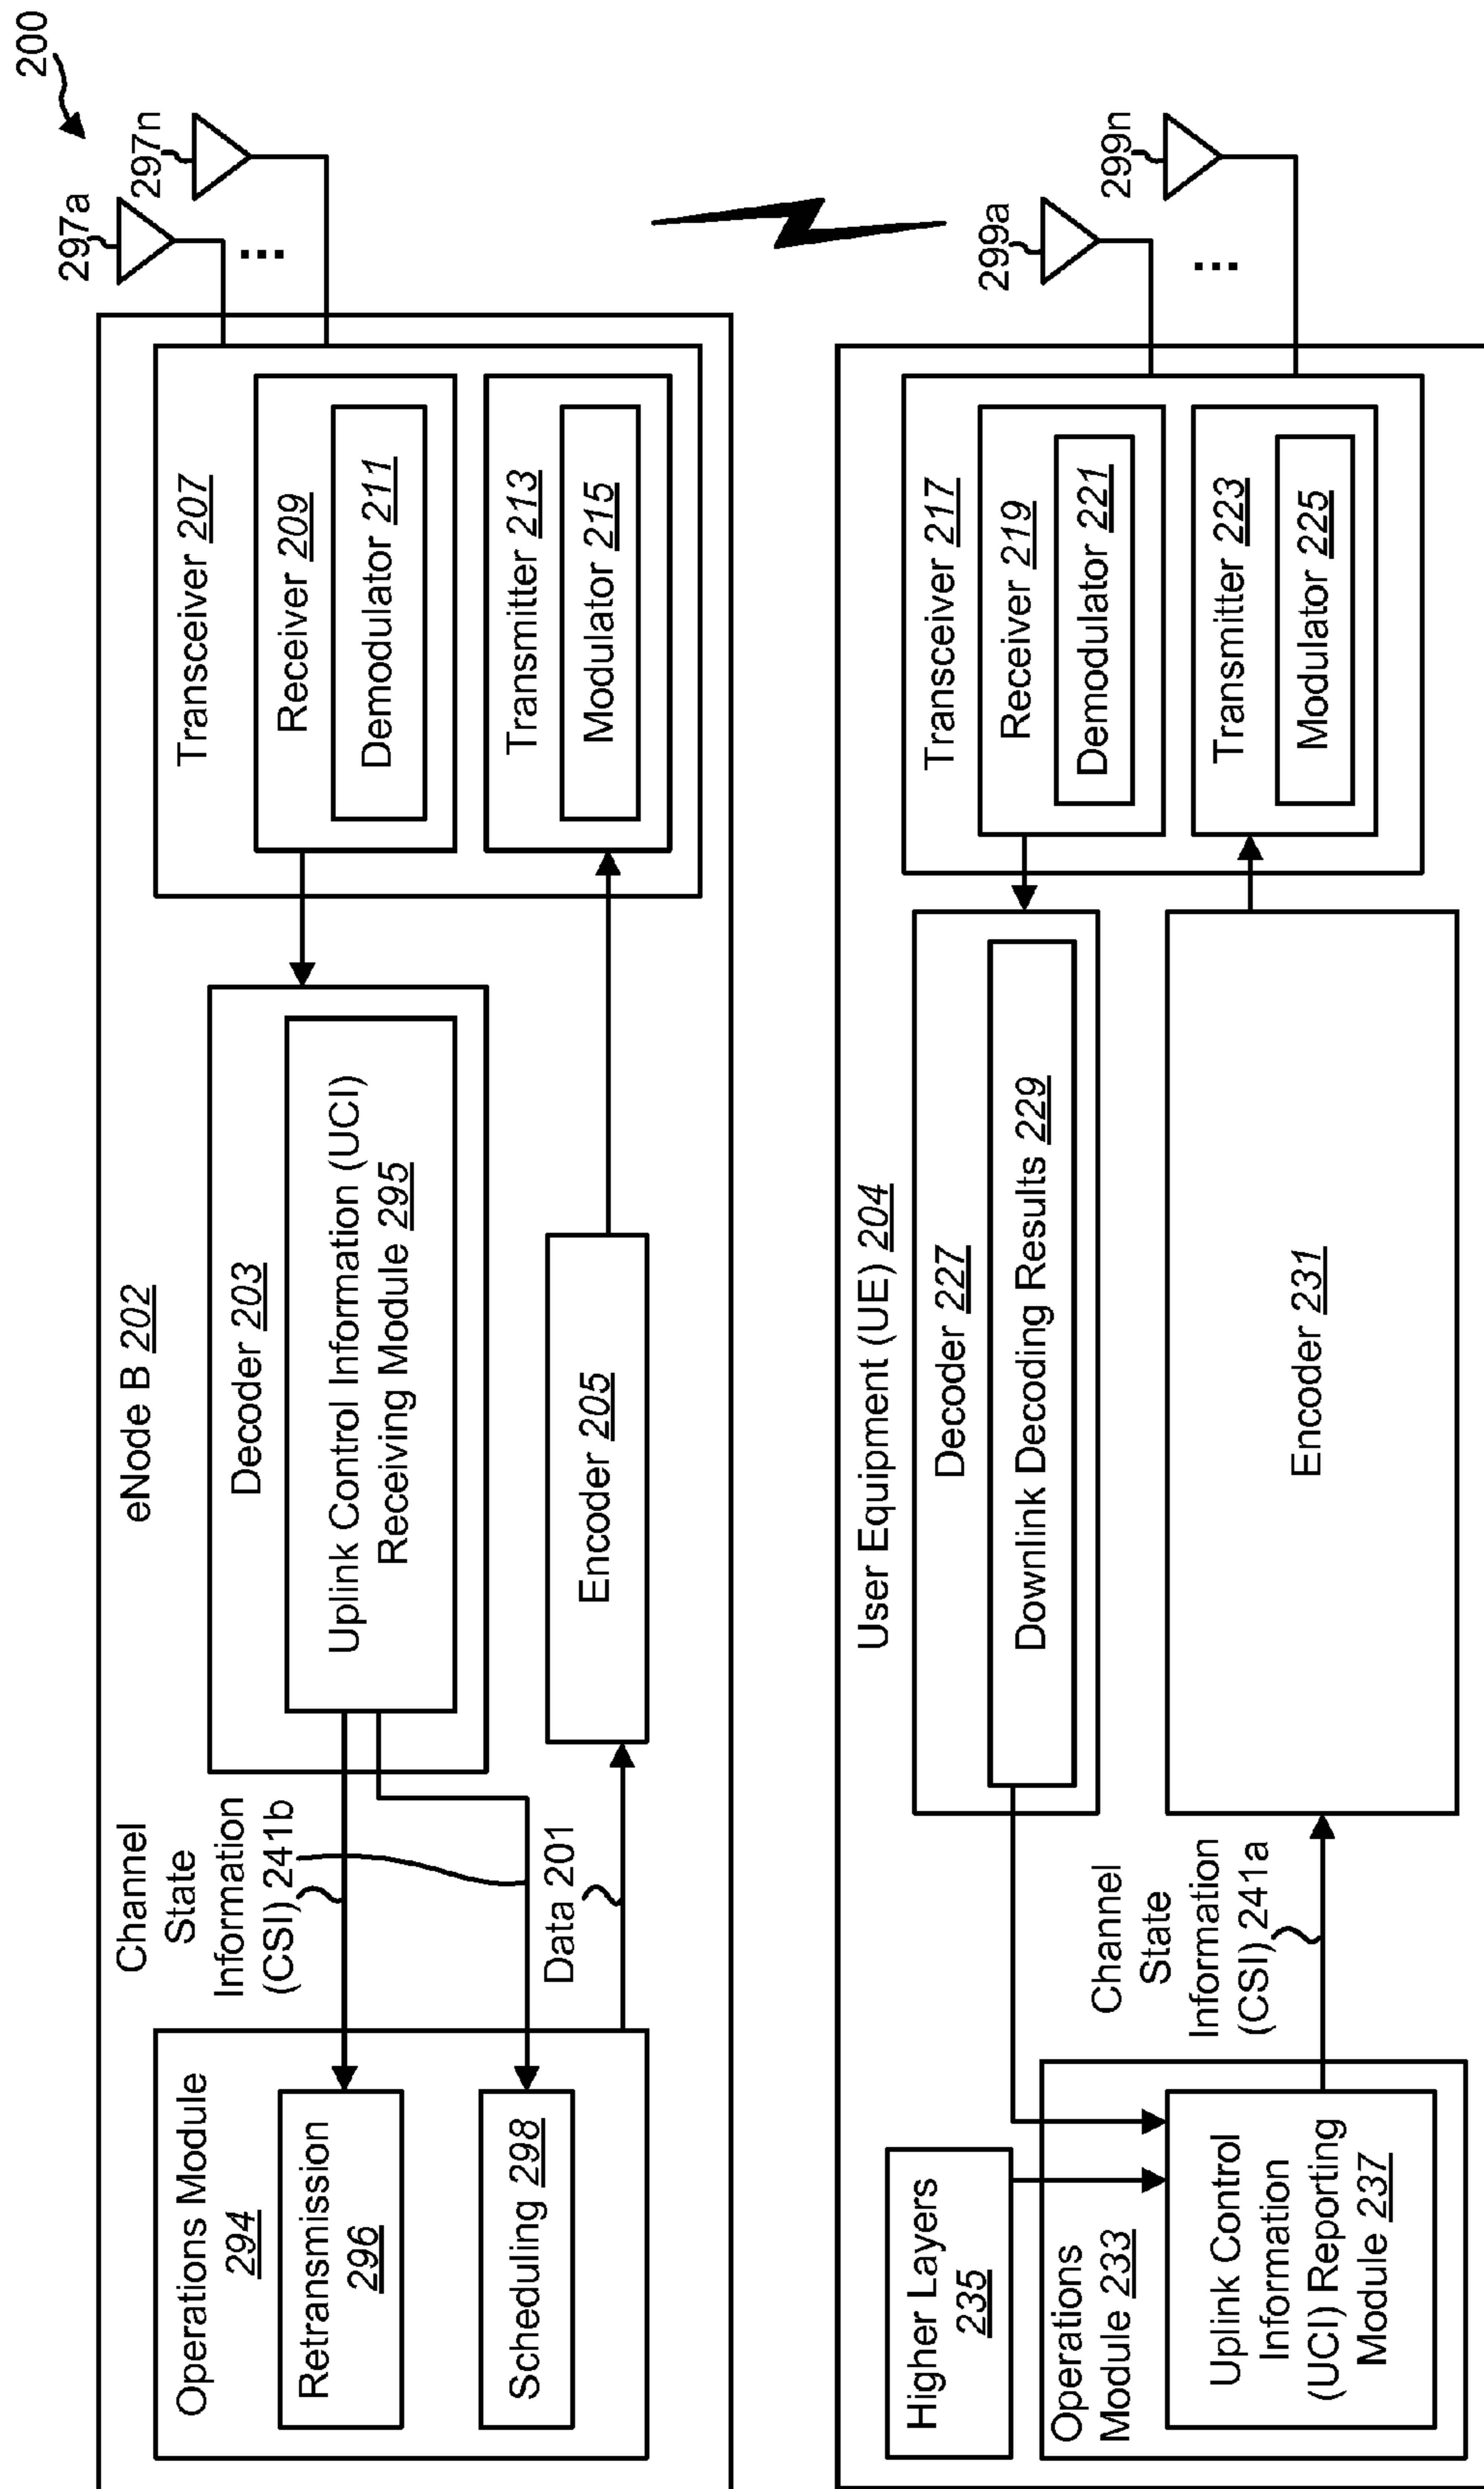 200
297a
297n
...
eNode B 202
Operations Module
294
Retransmission
296
Scheduling 298
Channel
State
Information
(CSI) 241b
Data 201
Decoder 203
Uplink Control Information (UCI)
Receiving Module 295
Encoder 205
Transceiver 207
Receiver 209
Demodulator 211
Transmitter 213
Modulator 215
299a
299n
...
User Equipment (UE) 204
Higher Layers
235
Operations
Module 233
Uplink Control
Information
(UCI) Reporting
Module 237
Channel
State
Information
(CSI) 241a
Decoder 227
Downlink Decoding Results 229
Encoder 231
Transceiver 217
Receiver 219
Demodulator 221
Transmitter 223
Modulator 225